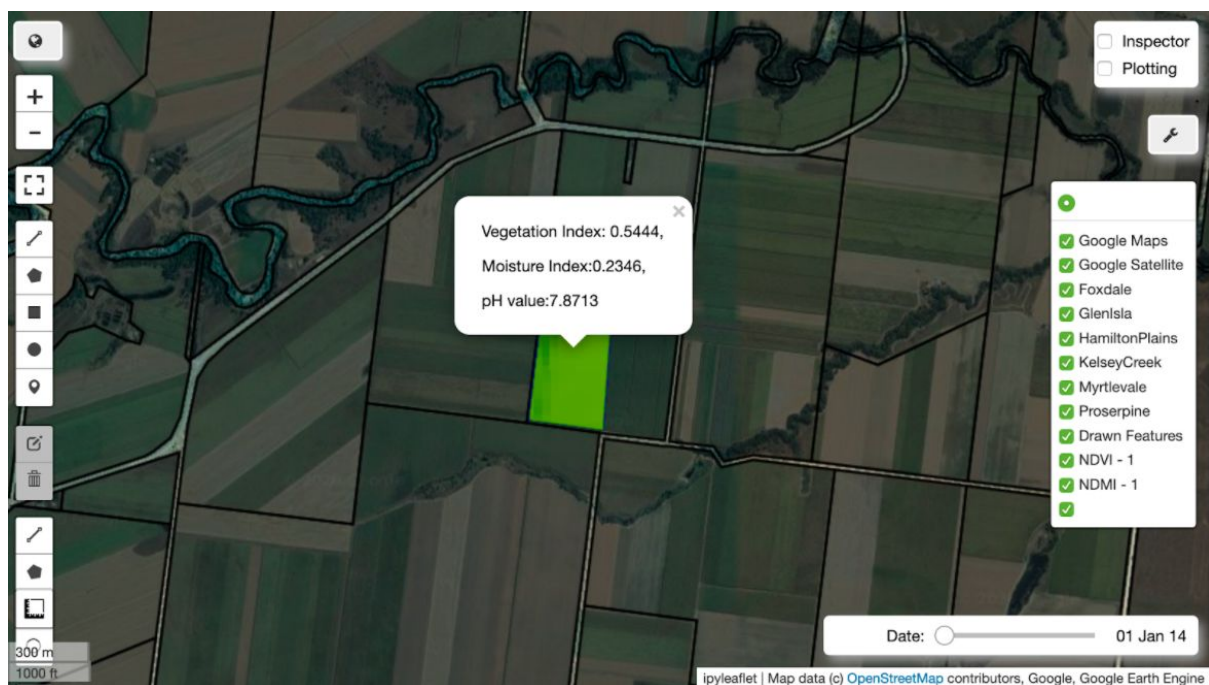 Inspector
Plotting
Vegetation Index: 0.5444,
Moisture Index:0.2346,
pH value:7.8713
Google Maps
Google Satellite
Foxdale
GlenIsla
HamiltonPlains
KelseyCreek
Myrtlevale
Proserpine
Drawn Features
NDVI - 1
NDMI - 1
Date: 01 Jan 14
300 m
1000 ft
ipyleaflet | Map data (c) OpenStreetMap contributors, Google, Google Earth Engine